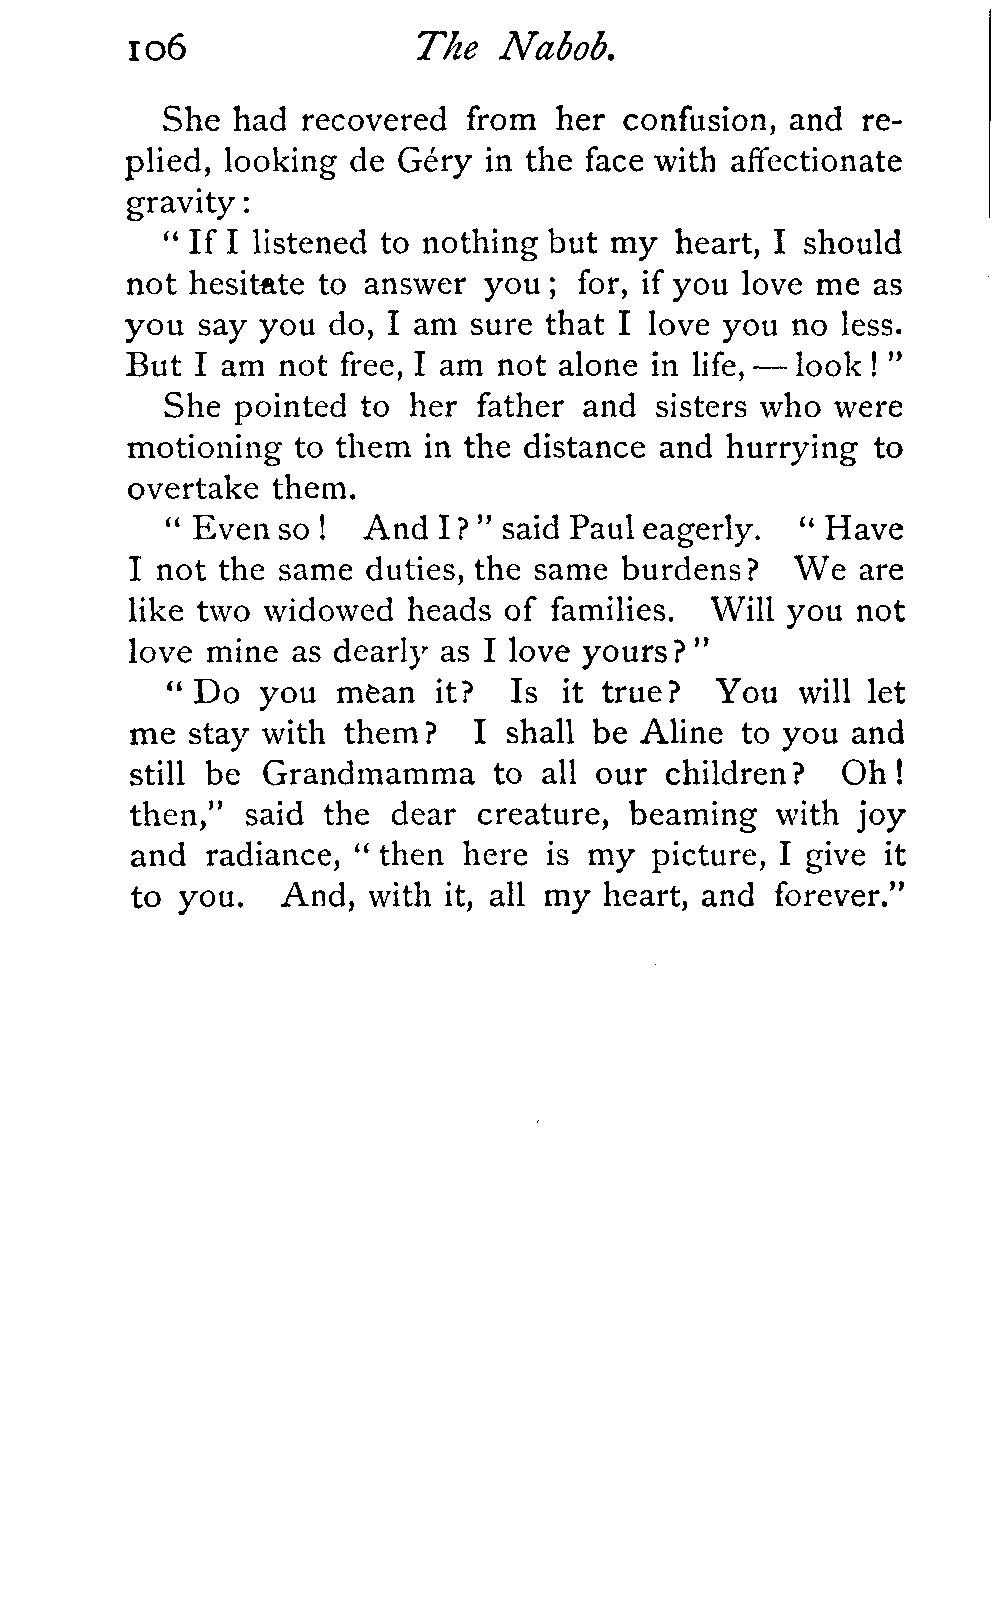 106 The Nabob.
She had recovered from her confusion, and re-
plied, looking de Géry in the face with affectionate
gravity:
"If I listened to nothing but my heart, I should
not hesitate to answer you; for, if you love me as
you say you do, I am sure that I love you no less.
But I am not free, I am not alone in life, — look!"
She pointed to her father and sisters who were
motioning to them in the distance and hurrying to
overtake them.
"Even so! And I?" said Paul eagerly. "Have
I not the same duties, the same burdens? We are
like two widowed heads of families. Will you not
love mine as dearly as I love yours?"
"Do you mean it? Is it true? You will let
me stay with them? I shall be Aline to you and
still be Grandmamma to all our children? Oh!
then," said the dear creature, beaming with joy
and radiance, "then here is my picture, I give it
to you. And, with it, all my heart, and forever."